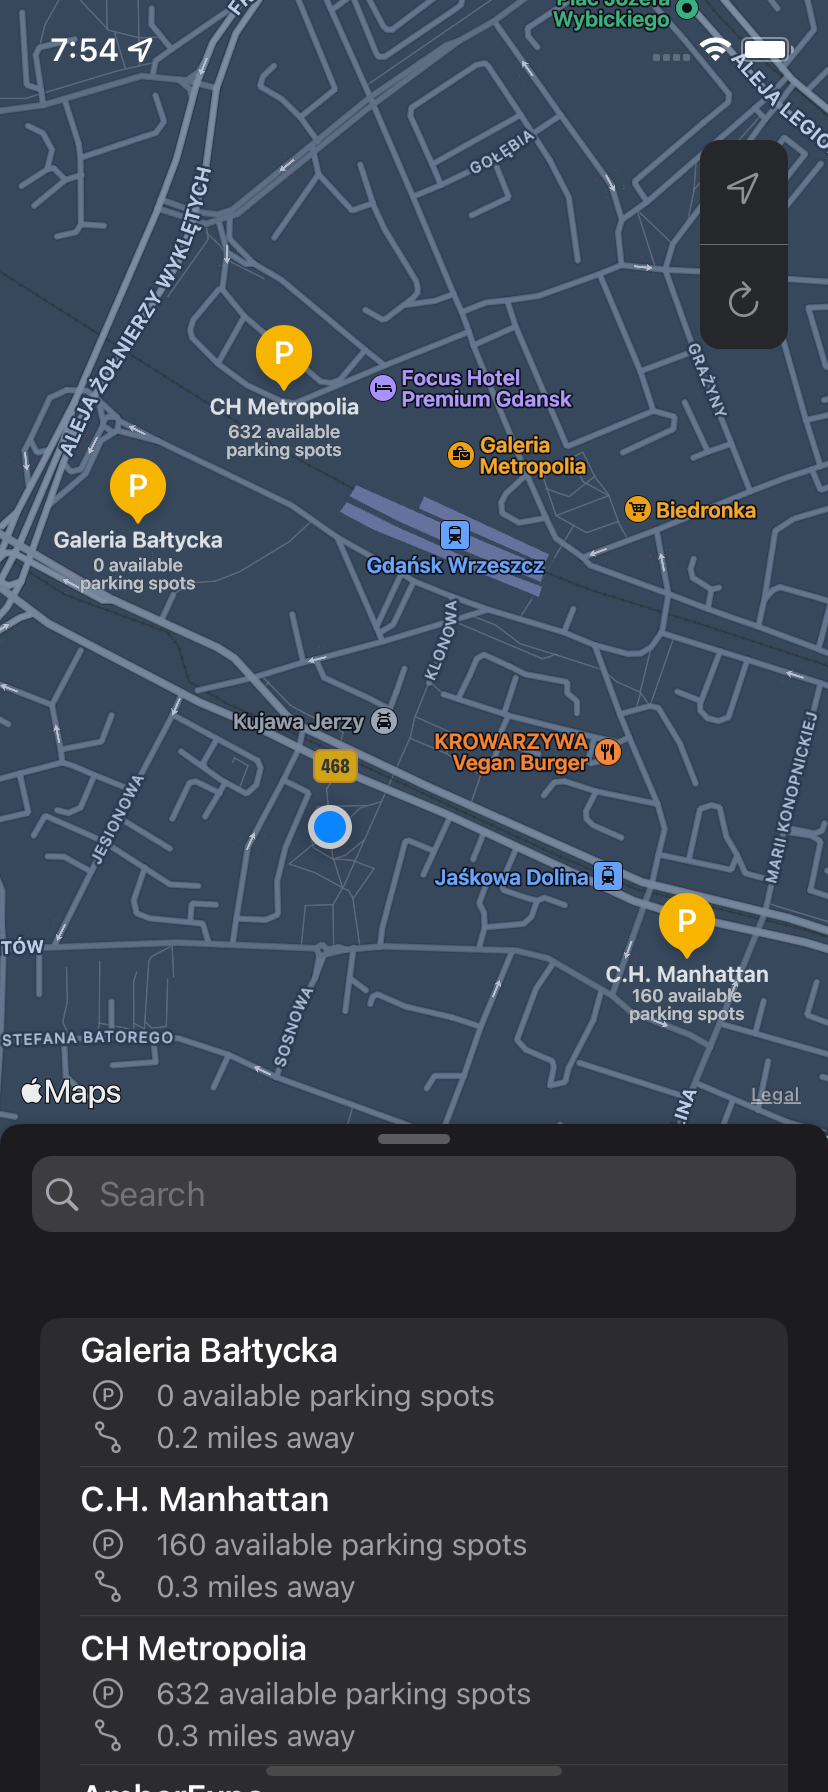 Plac Józefa
Wybickiego
7:54
ALEJA LEGIO
GOŁĘBIA
ALEJA ŻOŁNIERZY WYKLĘTYCH
GRAŻYNY
P
CH Metropolia
632 available
parking spots
Focus Hotel
Premium Gdansk
Galeria
Metropolia
P
Galeria Bałtycka
0 available
parking spots
Biedronka
Gdańsk Wrzeszcz
KLONOWA
Kujawa Jerzy
468
KROWARZYWA
Vegan Burger
MARII KONOPNICKIEJ
JESIONOWA
Jaśkowa Dolina
P
C.H. Manhattan
160 available
parking spots
TÓW
SOSNOWA
STEFANA BATOREGO
Maps
Legal
LINA
Search
Galeria Bałtycka
P 0 available parking spots
0.2 miles away
C.H. Manhattan
P 160 available parking spots
0.3 miles away
CH Metropolia
P 632 available parking spots
0.3 miles away